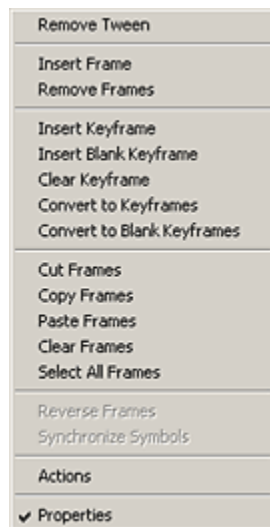 Remove Tween
Insert Frame
Remove Frames
Insert Keyframe
Insert Blank Keyframe
Clear Keyframe
Convert to Keyframes
Convert to Blank Keyframes
Cut Frames
Copy Frames
Paste Frames
Clear Frames
Select All Frames
Reverse Frames
Synchronize Symbols
Actions
Properties